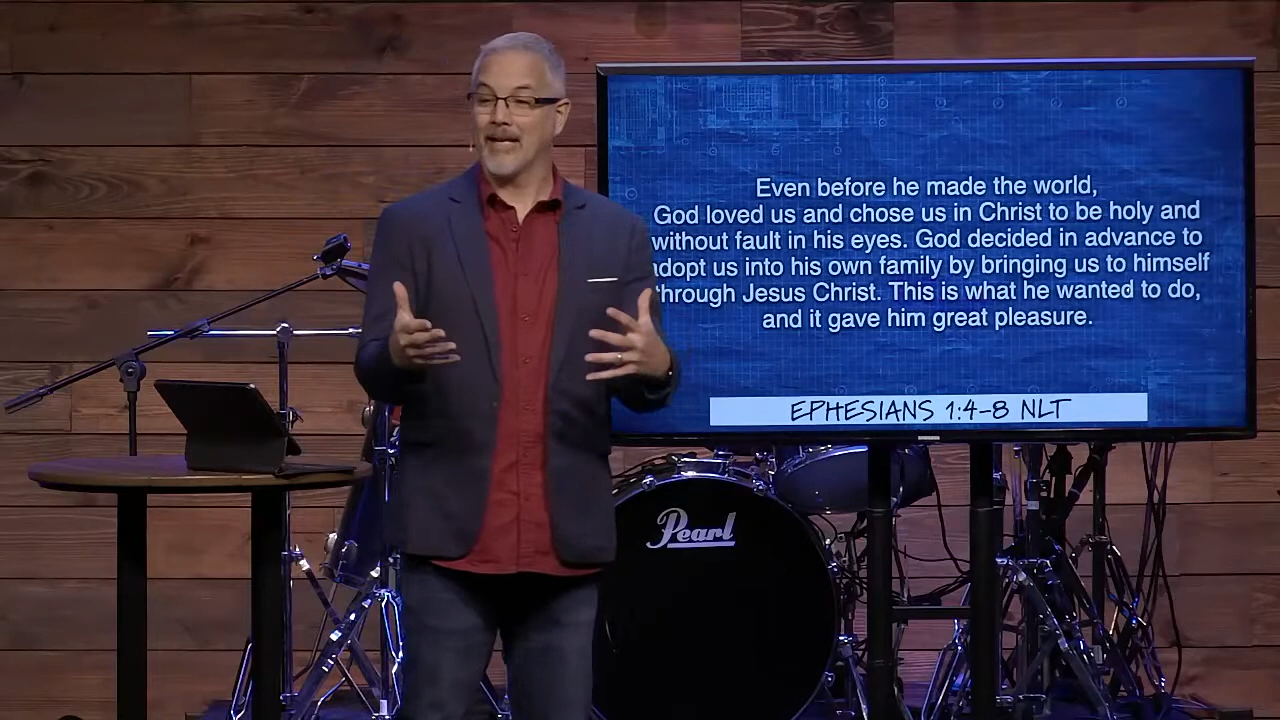 Even before he made the world,
God loved us and chose us in Christ to be holy and
without fault in his eyes. God decided in advance to
adopt us into his own family by bringing us to himself
through Jesus Christ. This is what he wanted to do,
and it gave him great pleasure.
EPHESIANS 1:4-8 NLT
Pearl